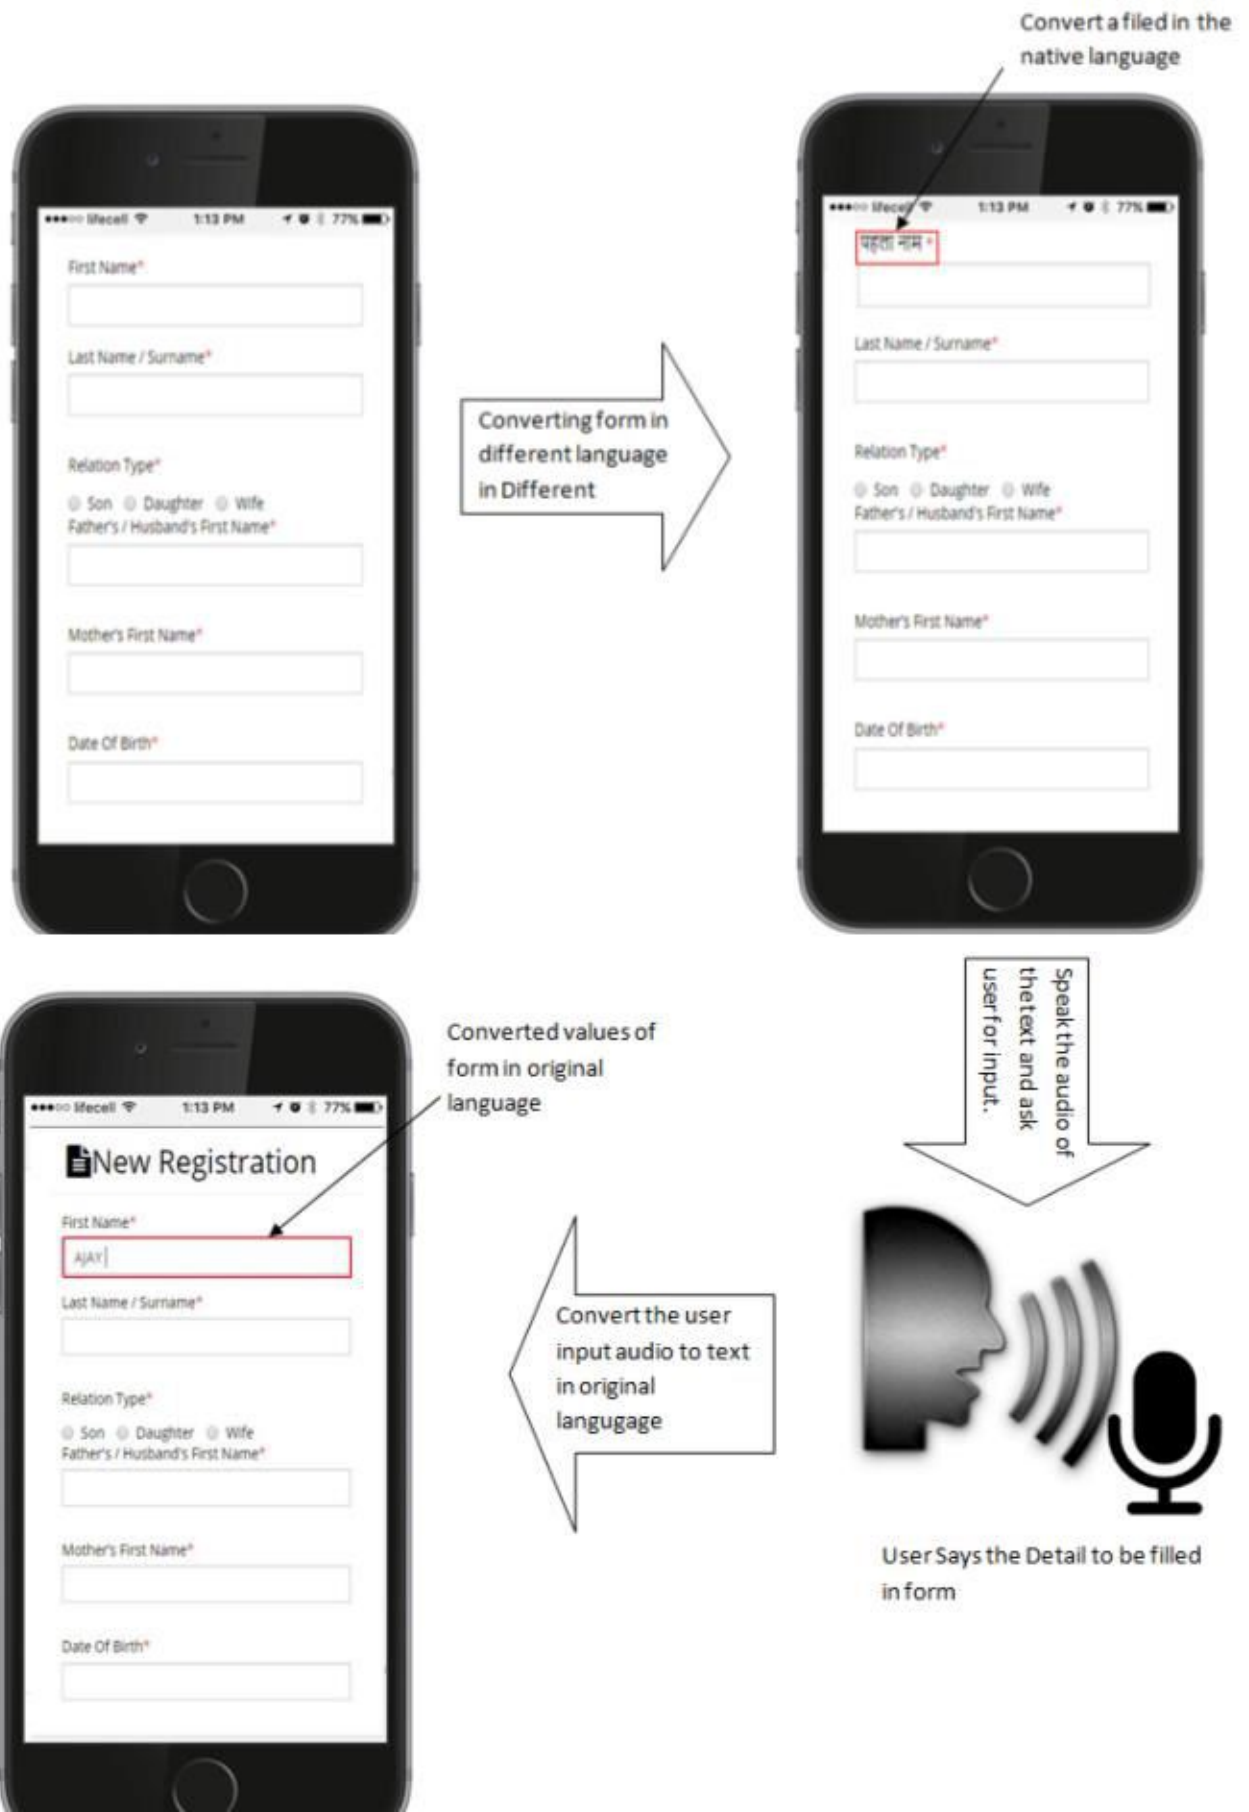 Convert a filed in the
native language
●●●○○ lifecell 1:13 PM 77%
First Name*
Last Name / Surname*
Relation Type*
Son Daughter Wife
Father's / Husband's First Name*
Mother's First Name*
Date Of Birth*
Converting form in
different language
in Different
●●●○○ lifecell 1:13 PM 77%
पहला नाम *
Last Name / Surname*
Relation Type*
Son Daughter Wife
Father's / Husband's First Name*
Mother's First Name*
Date Of Birth*
Speak the audio of
the text and ask
user for input.
User Says the Detail to be filled
in form
Convert the user
input audio to text
in original
langugage
Converted values of
form in original
language
●●●○○ lifecell 1:13 PM 77%
New Registration
First Name*
AJAY
Last Name / Surname*
Relation Type*
Son Daughter Wife
Father's / Husband's First Name*
Mother's First Name*
Date Of Birth*